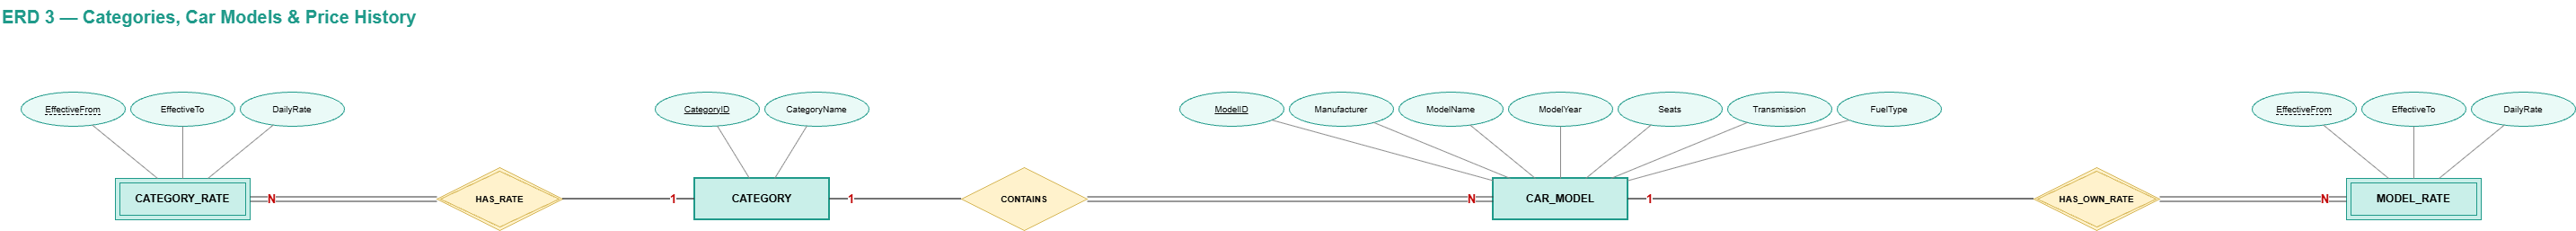 ERD 3 — Categories, Car Models & Price History
EffectiveFrom
EffectiveTo
DailyRate
CategoryID
CategoryName
ModelID
Manufacturer
ModelName
ModelYear
Seats
Transmission
FuelType
EffectiveFrom
EffectiveTo
DailyRate
CATEGORY_RATE
N
HAS_RATE
1
CATEGORY
1
CONTAINS
N
CAR_MODEL
1
HAS_OWN_RATE
N
MODEL_RATE